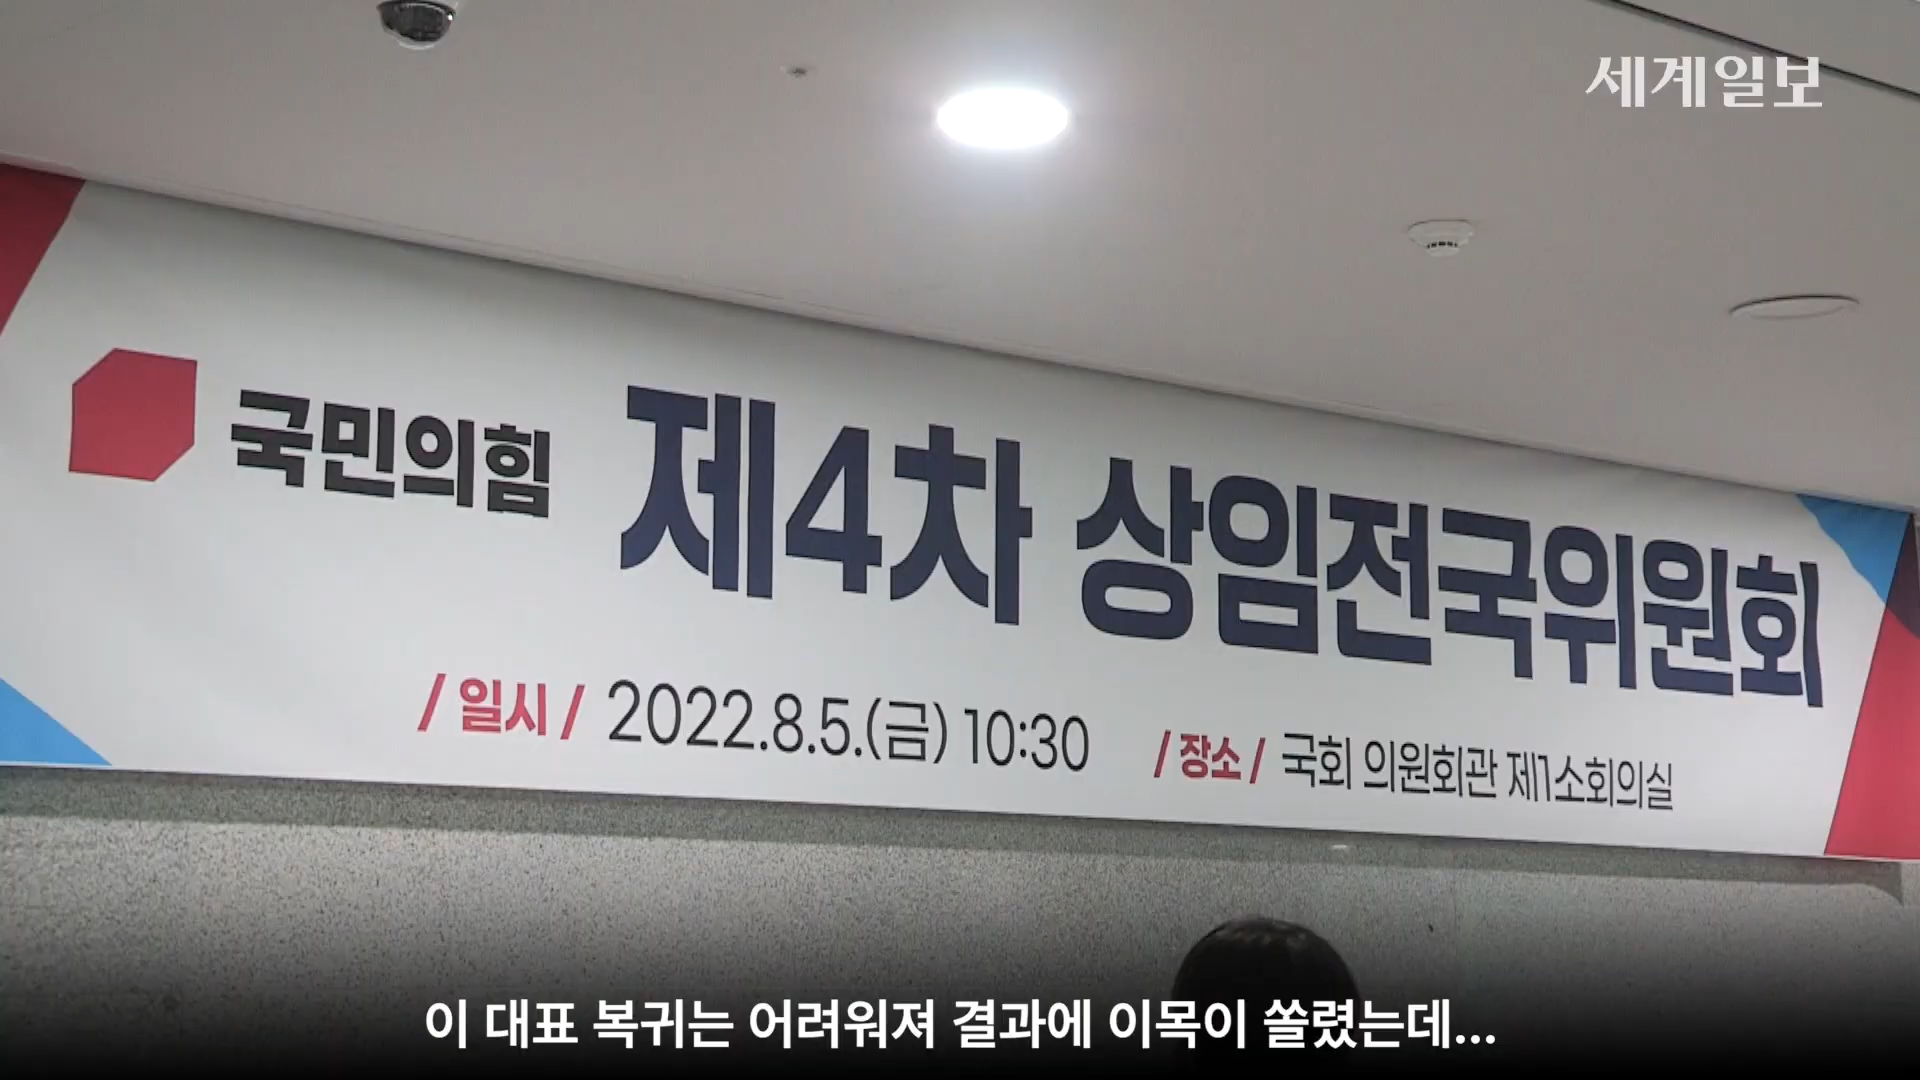 세계일보
국민의힘 제4차 상임전국위원회
/ 일시 / 2022.8.5.(금) 10:30 / 장소 / 국회 의원회관 제1소회의실
이 대표 복귀는 어려워져 결과에 이목이 쏠렸는데...